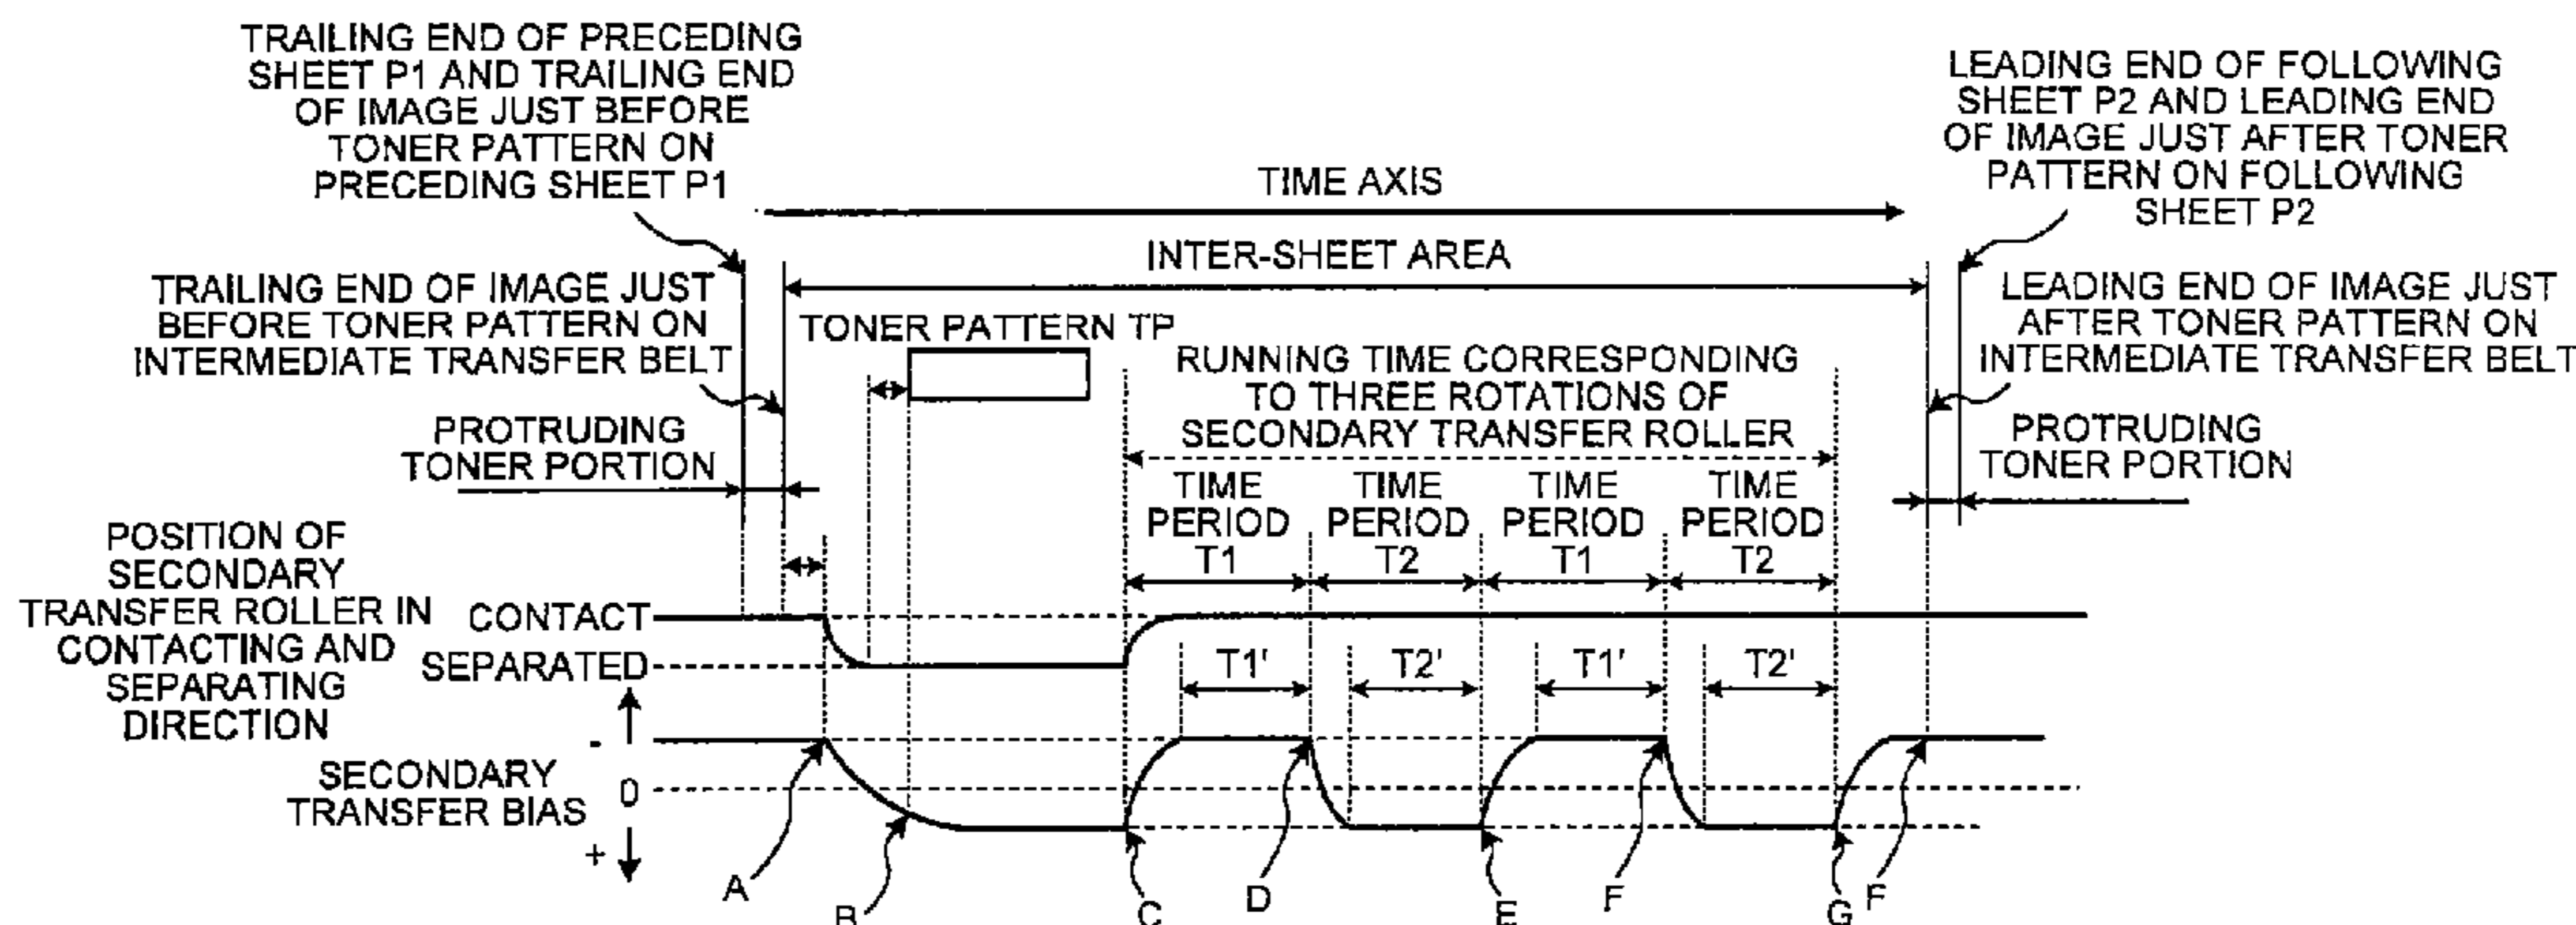 TRAILING END OF PRECEDING
SHEET P1 AND TRAILING END
OF IMAGE JUST BEFORE
TONER PATTERN ON
PRECEDING SHEET P1
LEADING END OF FOLLOWING
SHEET P2 AND LEADING END
OF IMAGE JUST AFTER TONER
PATTERN ON FOLLOWING
SHEET P2
TIME AXIS
INTER-SHEET AREA
TRAILING END OF IMAGE JUST
BEFORE TONER PATTERN ON
INTERMEDIATE TRANSFER BELT
TONER PATTERN TP
RUNNING TIME CORRESPONDING
TO THREE ROTATIONS OF
SECONDARY TRANSFER ROLLER
LEADING END OF IMAGE JUST
AFTER TONER PATTERN ON
INTERMEDIATE TRANSFER BELT
PROTRUDING
TONER PORTION
PROTRUDING
TONER PORTION
TIME
PERIOD
T1
TIME
PERIOD
T2
TIME
PERIOD
T1
TIME
PERIOD
T2
POSITION OF
SECONDARY
TRANSFER ROLLER IN
CONTACTING AND
SEPARATING
DIRECTION
CONTACT
SEPARATED
T1' T2' T1' T2'
SECONDARY
TRANSFER BIAS
-
0
+
A B C D E F G F